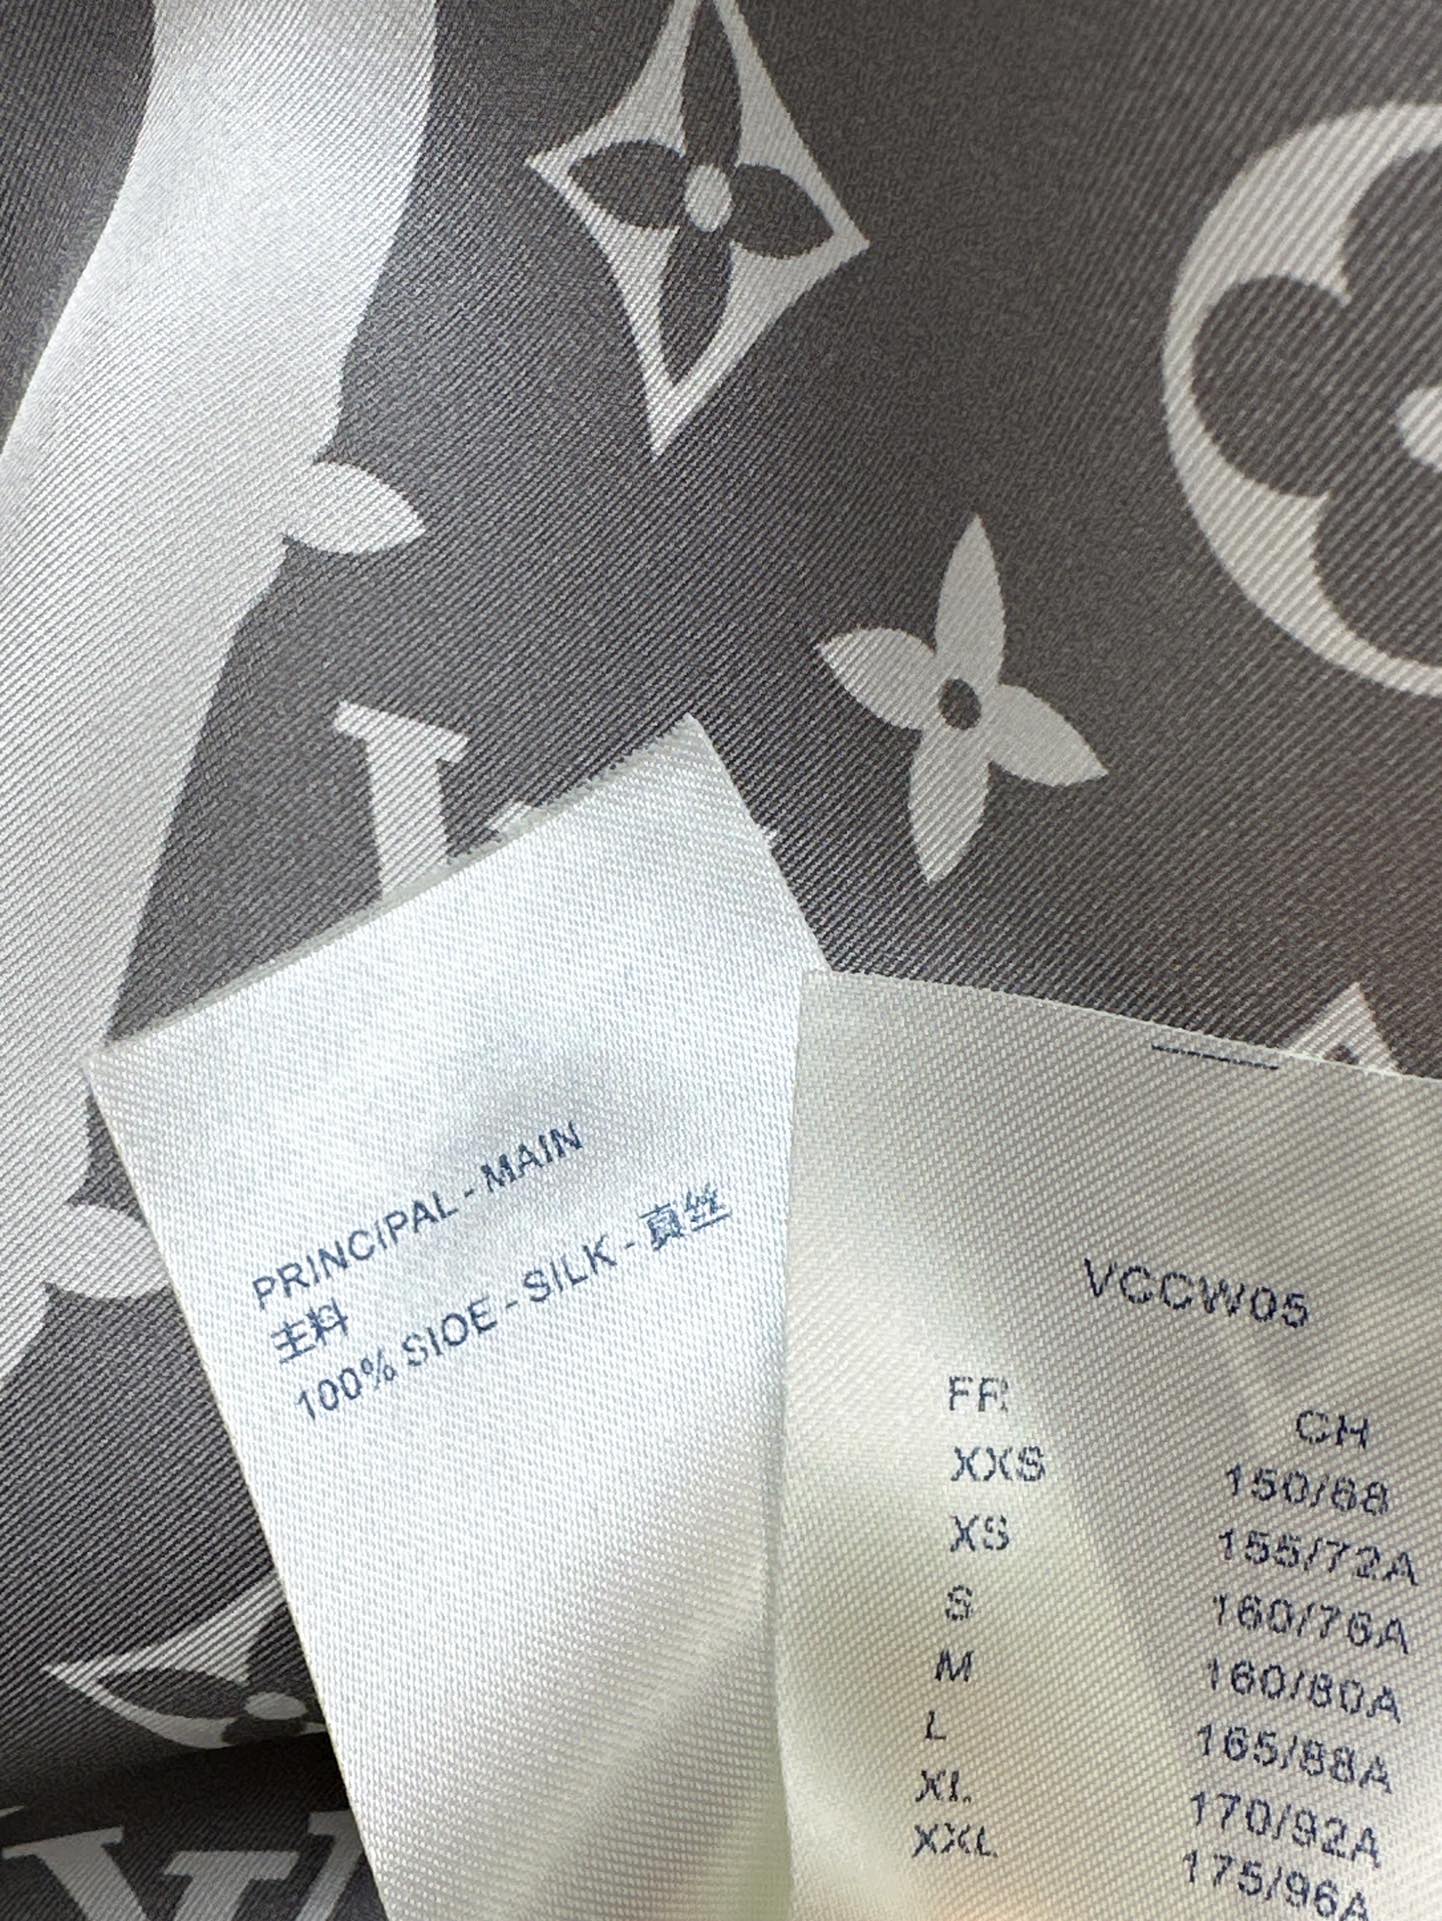 PRINCIPAL - MAIN
主料
100% SIOE - SILK - 真丝
VCCW05
FR CH
XXS 150/68
XS 155/72A
S 160/76A
M 160/80A
L 165/88A
XL 170/92A
XXL 175/96A